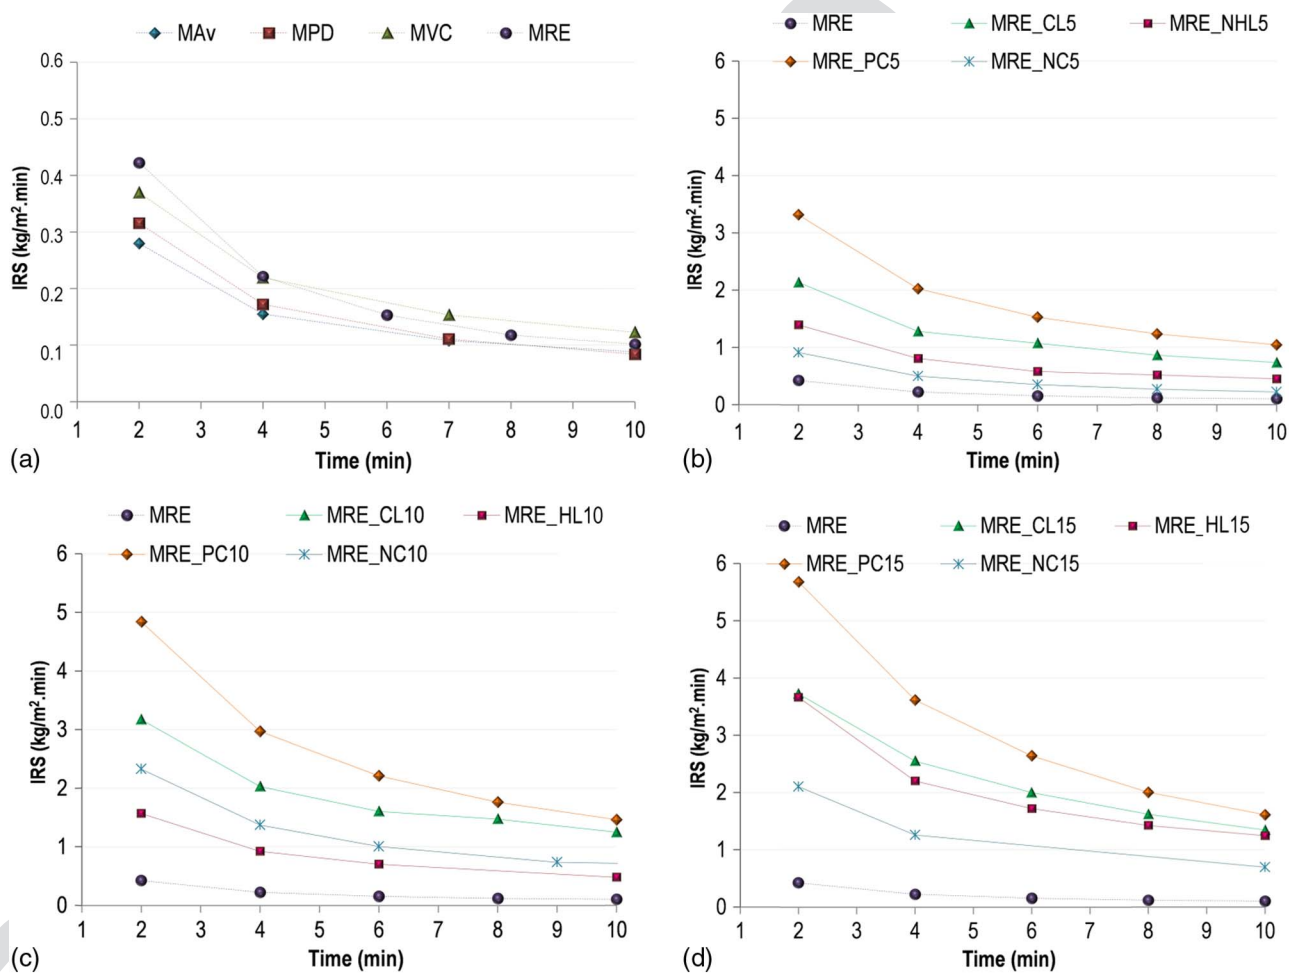 MAv MPD MVC MRE
0.6
0.5
0.4
0.3
0.2
0.1
0.0
IRS (kg/m².min)
1 2 3 4 5 6 7 8 9 10
Time (min)
(a)
MRE MRE_CL5 MRE_NHL5
MRE_PC5 MRE_NC5
6
5
4
3
2
1
0
IRS (kg/m².min)
1 2 3 4 5 6 7 8 9 10
Time (min)
(b)
MRE MRE_CL10 MRE_HL10
MRE_PC10 MRE_NC10
6
5
4
3
2
1
0
IRS (kg/m².min)
1 2 3 4 5 6 7 8 9 10
Time (min)
(c)
MRE MRE_CL15 MRE_HL15
MRE_PC15 MRE_NC15
6
5
4
3
2
1
0
IRS (kg/m².min)
1 2 3 4 5 6 7 8 9 10
Time (min)
(d)